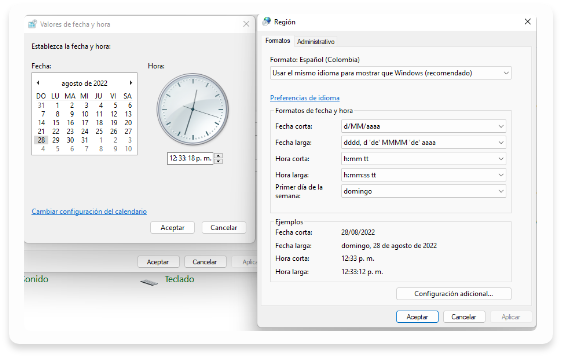 Valores de fecha y hora
Establezca la fecha y hora:
Fecha:
Hora:
agosto de 2022
DO LU MA MI JU VI SÁ
31 1 2 3 4 5 6
7 8 9 10 11 12 13
14 15 16 17 18 19 20
21 22 23 24 25 26 27
28 29 30 31 1 2 3
4 5 6 7 8 9 10
12:33:18 p. m.
Cambiar configuración del calendario
Aceptar
Cancelar
Aceptar
Cancelar
Aplic
onido
Teclado
Región
Formatos
Administrativo
Formato: Español (Colombia)
Usar el mismo idioma para mostrar que Windows (recomendado)
Preferencias de idioma
Formatos de fecha y hora
Fecha corta:
d/MM/aaaa
Fecha larga:
dddd, d 'de' MMMM 'de' aaaa
Hora corta:
h:mm tt
Hora larga:
h:mm:ss tt
Primer día de la
semana:
domingo
Ejemplos
Fecha corta:
28/08/2022
Fecha larga:
domingo, 28 de agosto de 2022
Hora corta:
12:33 p. m.
Hora larga:
12:33:12 p. m.
Configuración adicional...
Aceptar
Cancelar
Aplicar